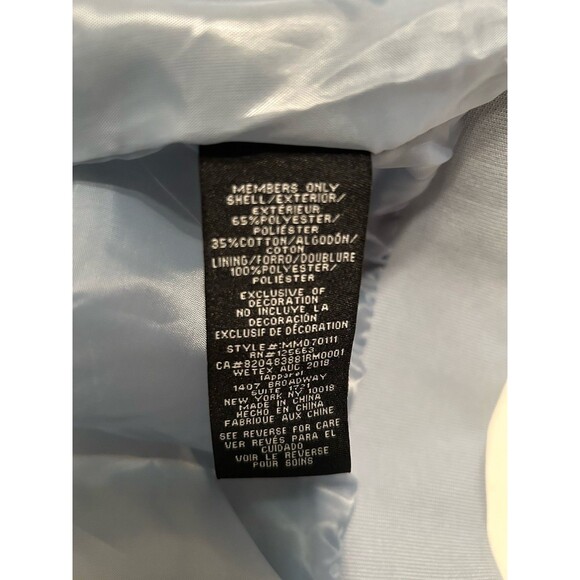 MEMBERS ONLY
SHELL/EXTERIOR/
EXTÉRIEUR
65%POLYESTER/
POLIÉSTER
35%COTTON/ALGODÓN/
COTON
LINING/FORRO/DOUBLURE
100%POLYESTER/
POLIÉSTER
EXCLUSIVE OF
DECORATION
NO INCLUYE LA
DECORACIÓN
EXCLUSIF DE DÉCORATION
STYLE#:MM070111
RN#125663
CA#820483881RM0001
WETEX AUG 2018
iApparel
1407 BROADWAY
SUITE 1721
NEW YORK NY 10018
MADE IN CHINA
HECHO EN CHINA
FABRIQUE AUX CHINE
SEE REVERSE FOR CARE
VER REVÉS PARA EL
CUIDADO
VOIR LE REVERSE
POUR SOINS